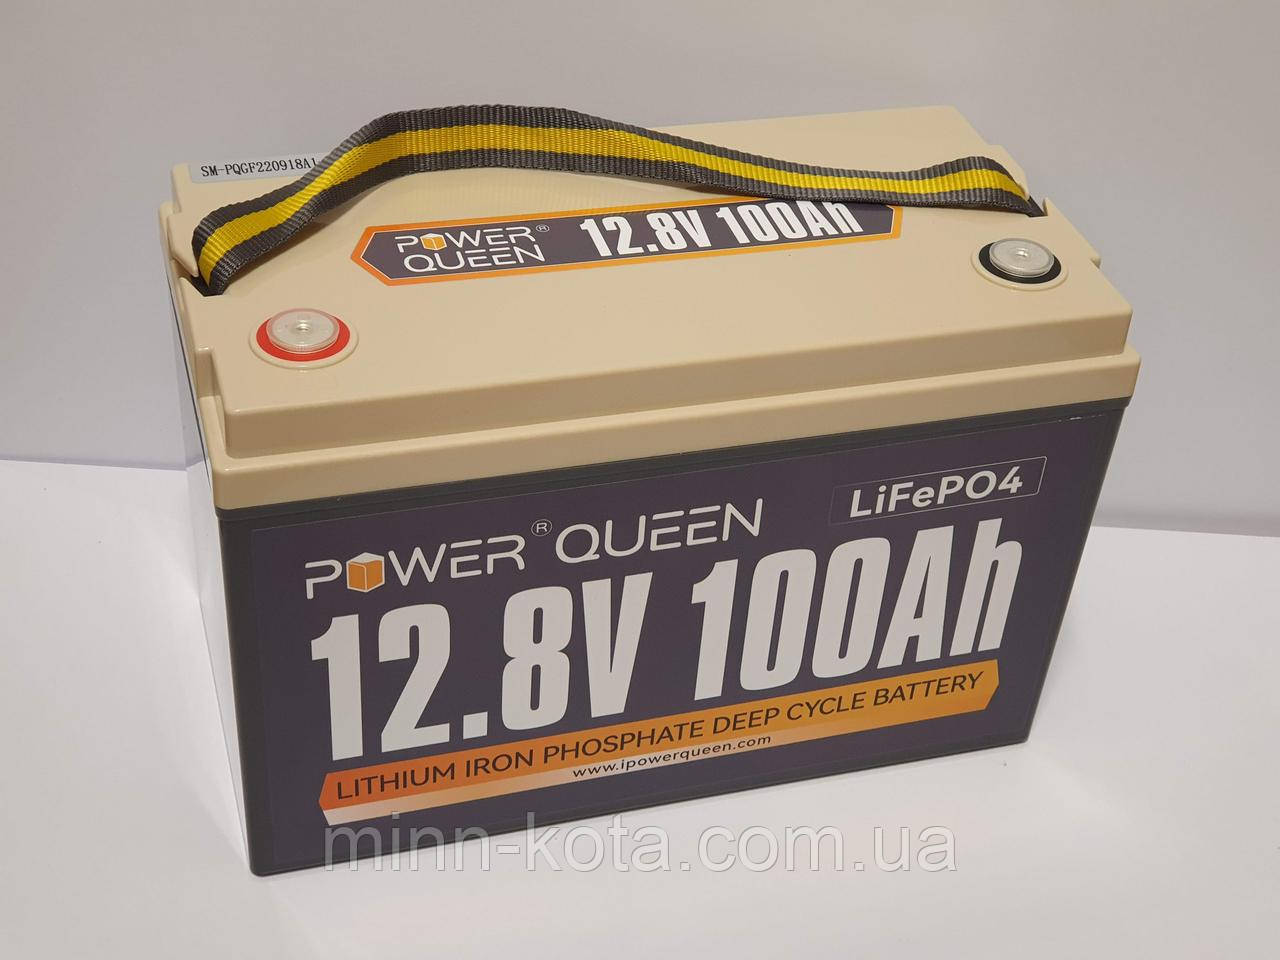 SM-PQGF220918A1
POWER®
QUEEN
12.8V 100Ah
LiFePO4
POWER® QUEEN
12.8V 100Ah
LITHIUM IRON PHOSPHATE DEEP CYCLE BATTERY
www.ipowerqueen.com
minn-kota.com.ua